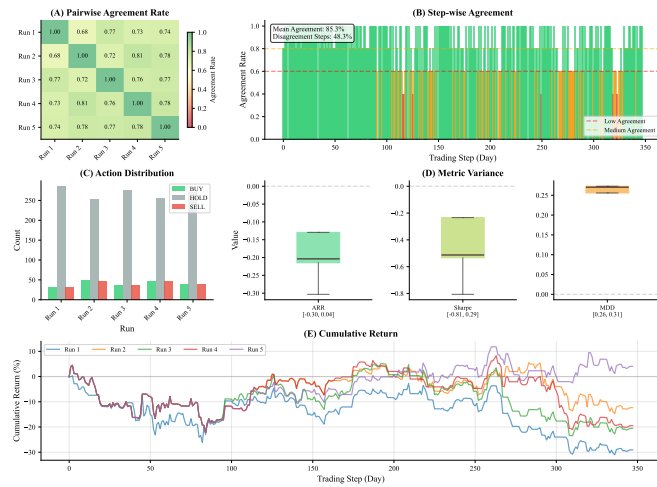 (A) Pairwise Agreement Rate
Run 1
Run 2
Run 3
Run 4
Run 5
1.00 0.68 0.77 0.73 0.74
0.68 1.00 0.72 0.81 0.78
0.77 0.72 1.00 0.76 0.77
0.73 0.81 0.76 1.00 0.78
0.74 0.78 0.77 0.78 1.00
Run 1 Run 2 Run 3 Run 4 Run 5
1.0
0.8
0.6
0.4
0.2
0.0
Agreement Rate
(B) Step-wise Agreement
Mean Agreement: 85.3%
Disagreement Steps: 48.3%
Agreement Rate
1.0
0.8
0.6
0.4
0.2
0.0
Low Agreement
Medium Agreement
0 50 100 150 200 250 300 350
Trading Step (Day)
(C) Action Distribution
BUY
HOLD
SELL
Count
250
200
150
100
50
0
Run 1 Run 2 Run 3 Run 4 Run 5
Run
(D) Metric Variance
Value
0.00
−0.05
−0.10
−0.15
−0.20
−0.25
−0.30
ARR
[-0.30, 0.04]
0.0
−0.2
−0.4
−0.6
−0.8
Sharpe
[-0.81, 0.29]
0.25
0.20
0.15
0.10
0.05
0.00
MDD
[0.26, 0.31]
(E) Cumulative Return
Run 1 Run 2 Run 3 Run 4 Run 5
Cumulative Return (%)
10
0
−10
−20
−30
0 50 100 150 200 250 300 350
Trading Step (Day)